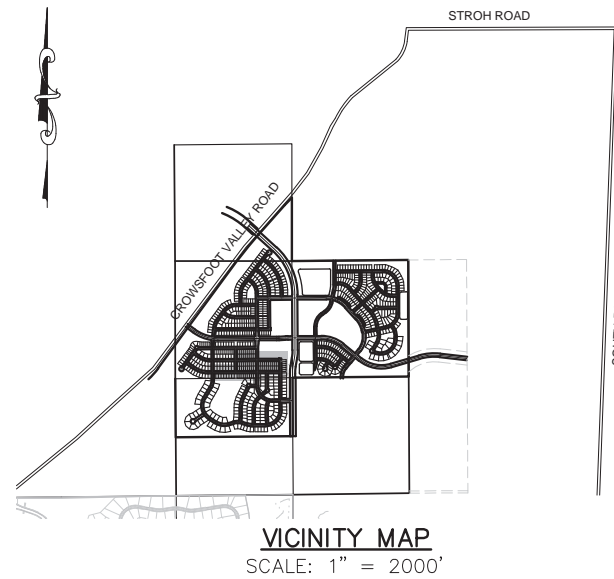 STROH ROAD
CROWSFOOT VALLEY ROAD
VICINITY MAP
SCALE: 1" = 2000'